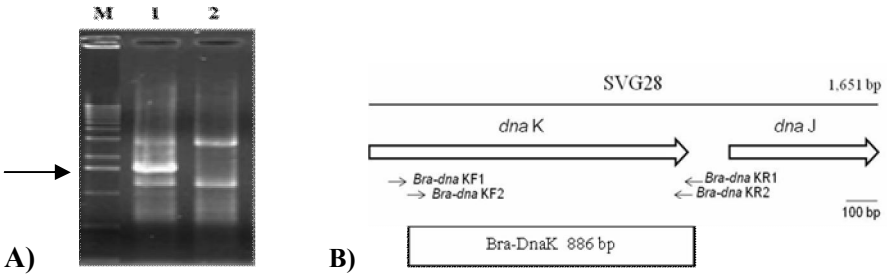 M 1 2
A)
B)
SVG28
1,651 bp
dna K
dna J
Bra-dna KF1
Bra-dna KF2
Bra-dna KR1
Bra-dna KR2
100 bp
Bra-DnaK 886 bp